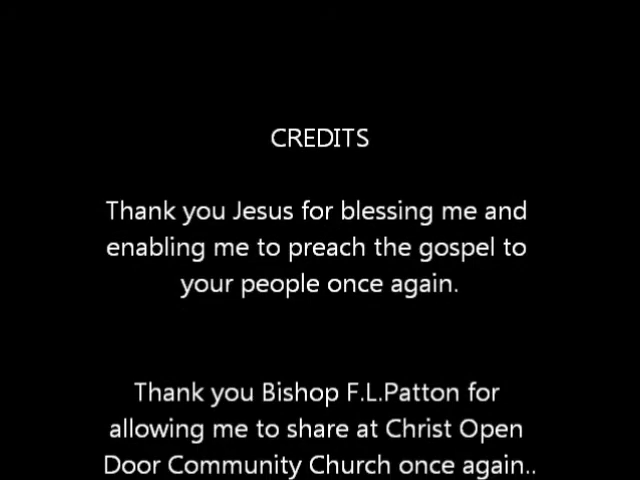 CREDITS
Thank you Jesus for blessing me and
enabling me to preach the gospel to
your people once again.
Thank you Bishop F.L.Patton for
allowing me to share at Christ Open
Door Community Church once again..